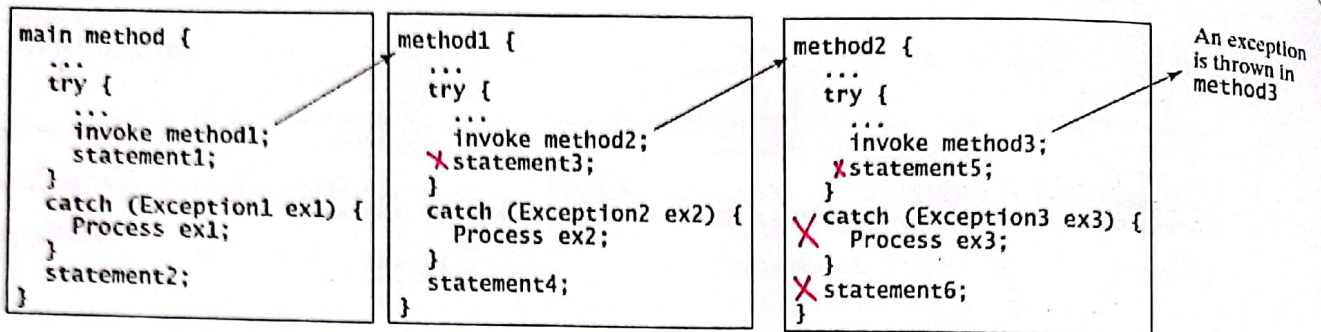 main method {
...
try {
...
invoke method1;
statement1;
}
catch (Exception1 ex1) {
Process ex1;
}
statement2;
}
method1 {
...
try {
...
invoke method2;
statement3;
}
catch (Exception2 ex2) {
Process ex2;
}
statement4;
}
method2 {
...
try {
...
invoke method3;
statement5;
}
catch (Exception3 ex3) {
Process ex3;
}
statement6;
}
An exception
is thrown in
method3